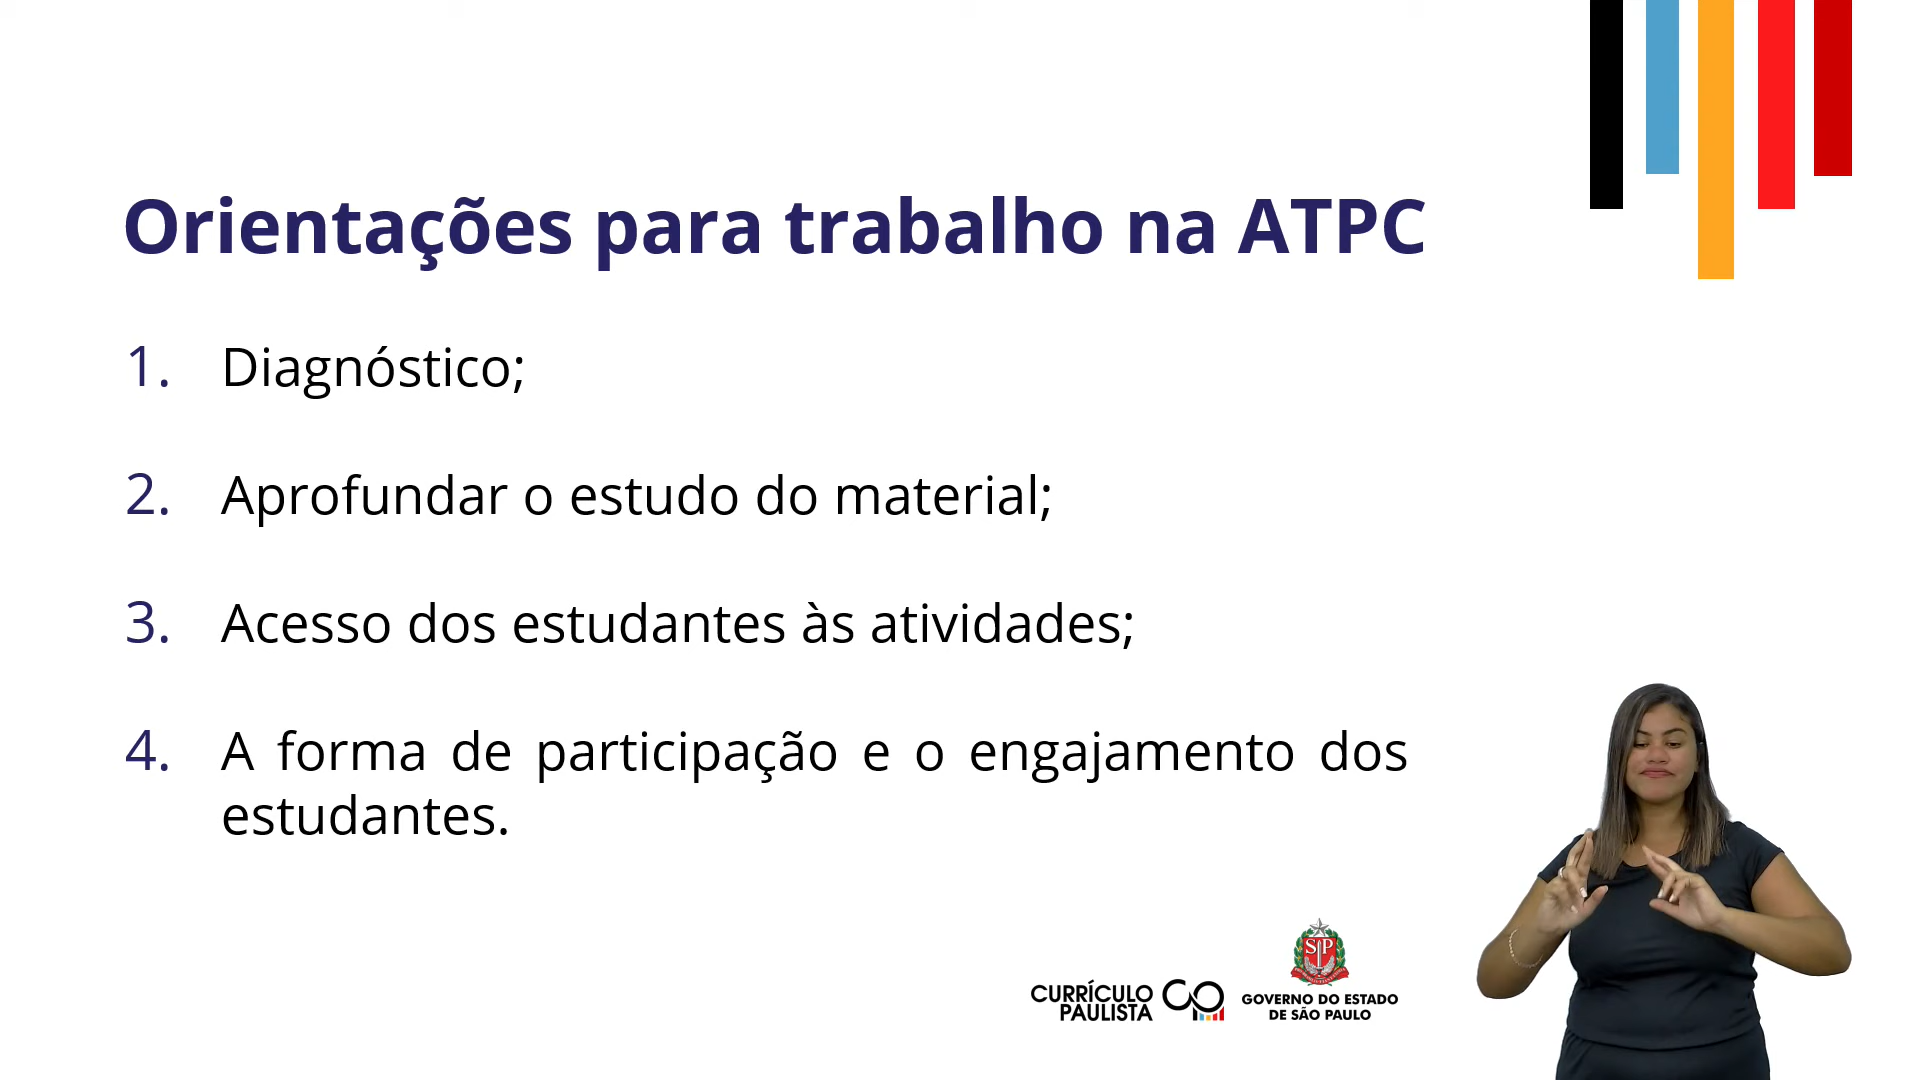 Orientações para trabalho na ATPC
1. Diagnóstico;
2. Aprofundar o estudo do material;
3. Acesso dos estudantes às atividades;
4. A forma de participação e o engajamento dos
estudantes.
SP
CURRÍCULO
PAULISTA
GOVERNO DO ESTADO
DE SÃO PAULO